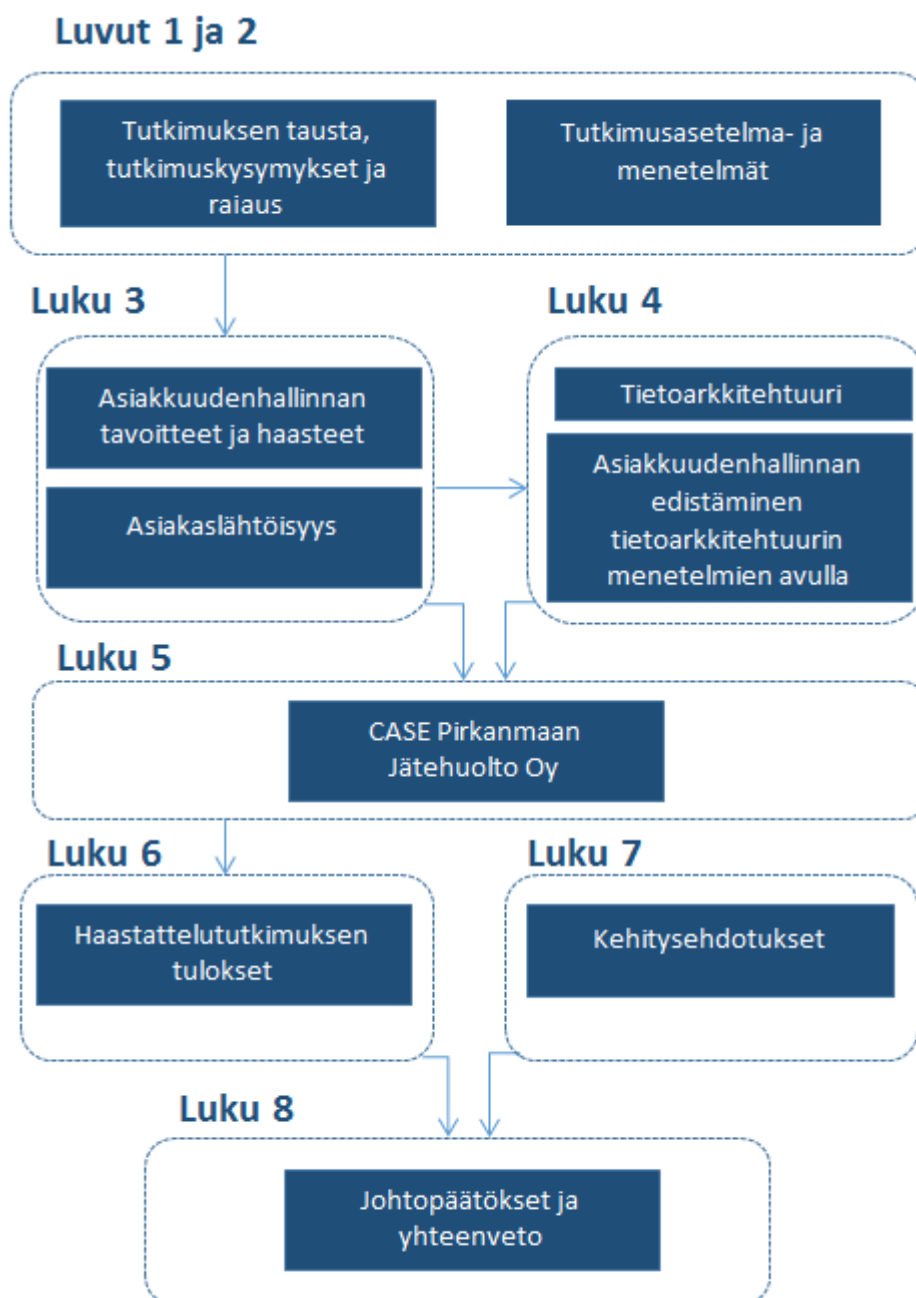 Luvut 1 ja 2
Tutkimuksen tausta,
tutkimuskysymykset ja
raiaus
Tutkimusasetelma- ja
menetelmät
Luku 3
Asiakkuudenhallinnan
tavoitteet ja haasteet
Asiakaslähtöisyys
Luku 4
Tietoarkkitehtuuri
Asiakkuudenhallinnan
edistäminen
tietoarkkitehtuurin
menetelmien avulla
Luku 5
CASE Pirkanmaan
Jätehuolto Oy
Luku 6
Haastattelututkimuksen
tulokset
Luku 7
Kehitysehdotukset
Luku 8
Johtopäätökset ja
yhteenveto